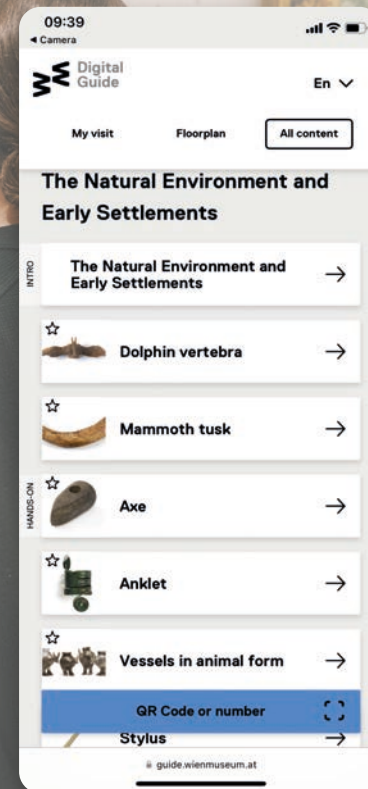 09:39
Camera
Digital
Guide
En
My visit
Floorplan
All content
The Natural Environment and
Early Settlements
INTRO
The Natural Environment and
Early Settlements
Dolphin vertebra
Mammoth tusk
HANDS-ON
Axe
Anklet
Vessels in animal form
QR Code or number
Stylus
guide.wienmuseum.at